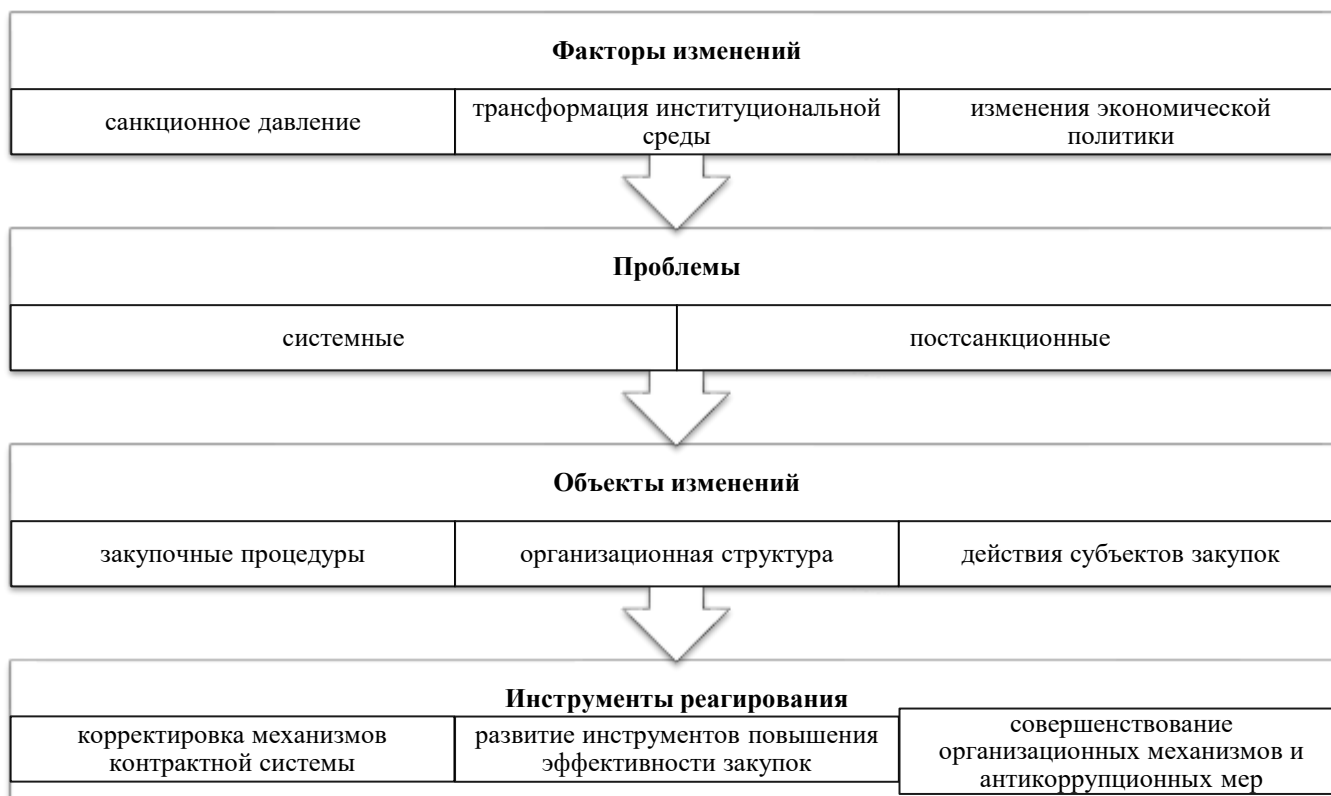 Факторы изменений
санкционное давление
трансформация институциональной
среды
изменения экономической
политики
Проблемы
системные
постсанкционные
Объекты изменений
закупочные процедуры
организационная структура
действия субъектов закупок
Инструменты реагирования
корректировка механизмов
контрактной системы
развитие инструментов повышения
эффективности закупок
совершенствование
организационных механизмов и
антикоррупционных мер